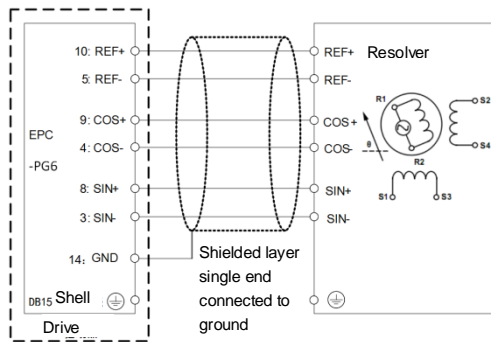 10: REF+
5: REF-
9: COS+
4: COS-
8: SIN+
3: SIN-
14: GND
EPC
-PG6
DB15 Shell
Drive
Shielded layer
single end
connected to
ground
REF+
Resolver
REF-
COS+
COS-
SIN+
SIN-
R1
θ
R2
S2
S4
S1
S3